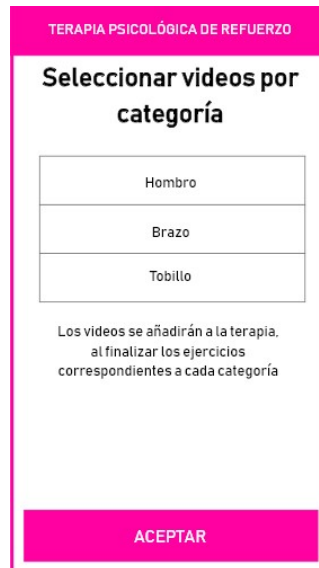 TERAPIA PSICOLÓGICA DE REFUERZO
Seleccionar videos por
categoría
Hombro
Brazo
Tobillo
Los videos se añadirán a la terapia,
al finalizar los ejercicios
correspondientes a cada categoría
ACEPTAR